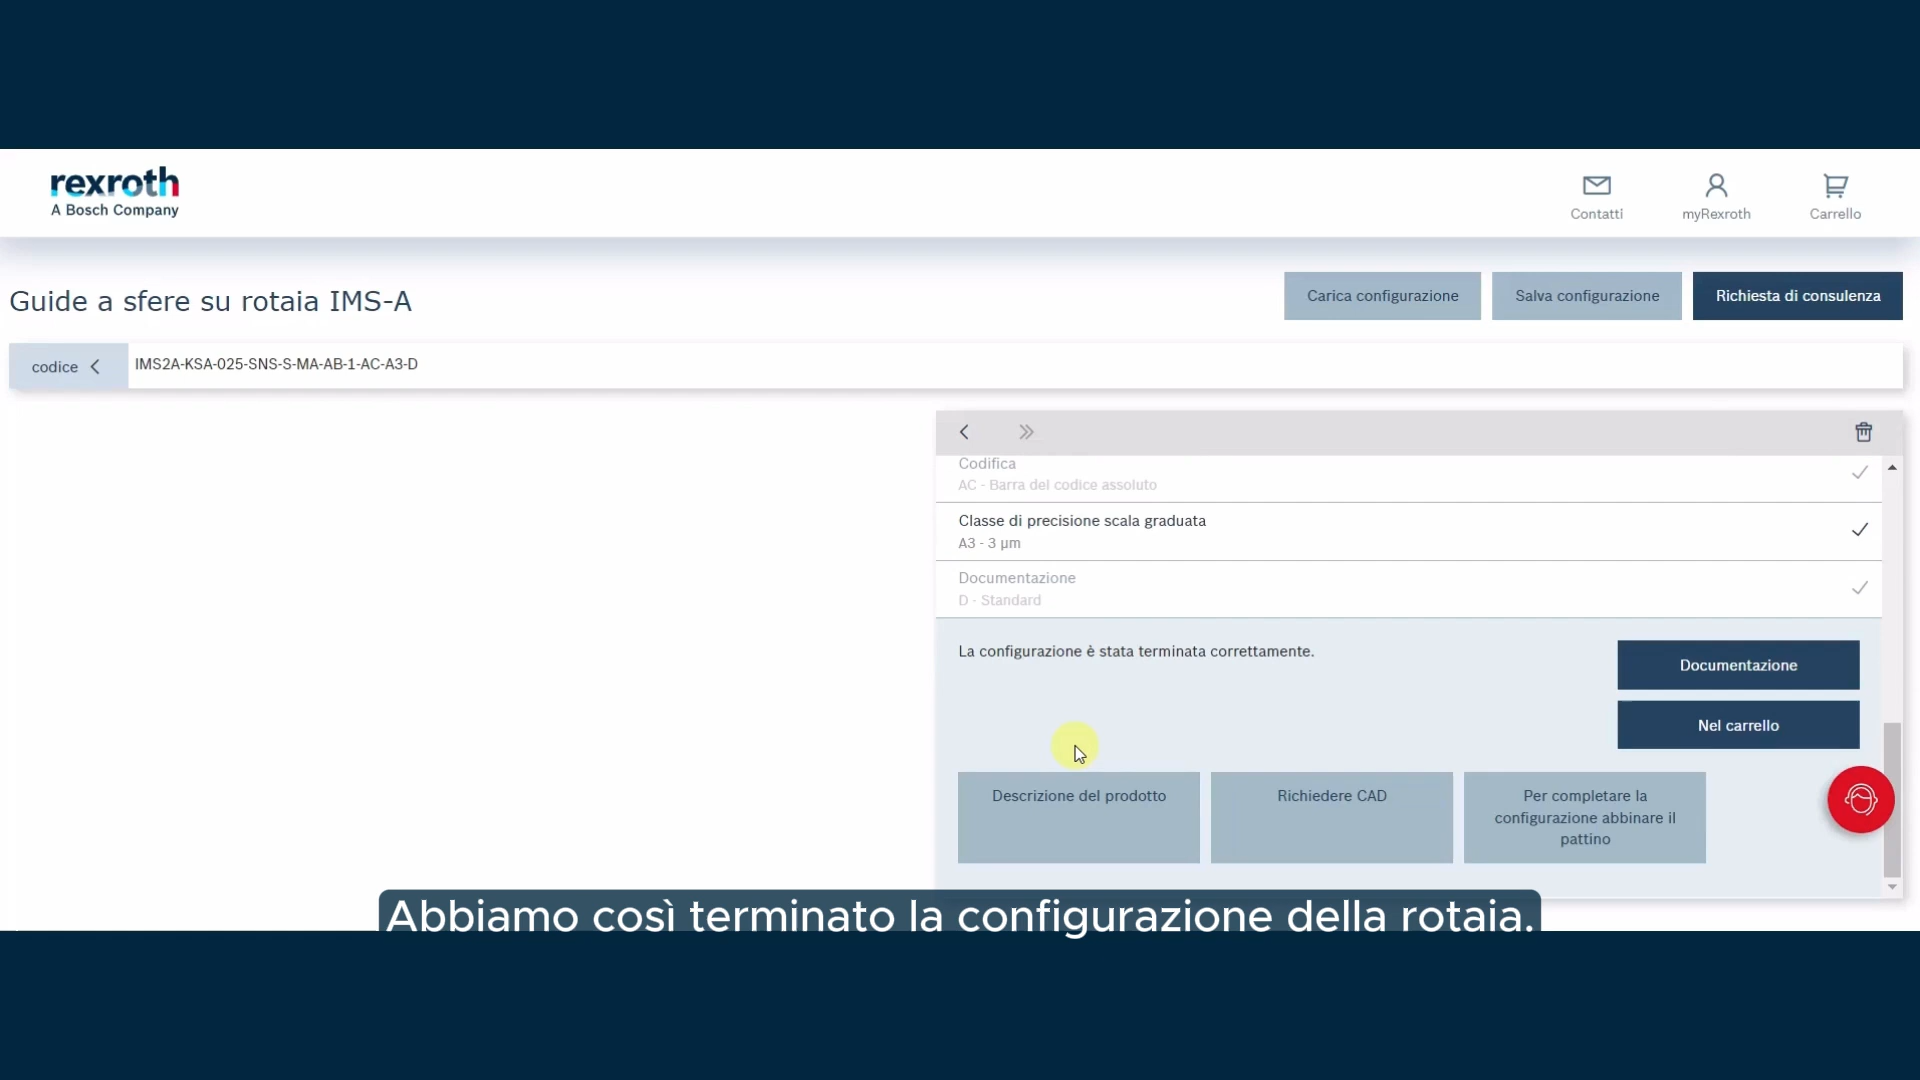 rexroth
A Bosch Company
Contatti
myRexroth
Carrello
Guide a sfere su rotaia IMS-A
Carica configurazione
Salva configurazione
Richiesta di consulenza
codice
IMS2A-KSA-025-SNS-S-MA-AB-1-AC-A3-D
Codifica
AC - Barra del codice assoluto
Classe di precisione scala graduata
A3 - 3 µm
Documentazione
D - Standard
La configurazione è stata terminata correttamente.
Documentazione
Nel carrello
Descrizione del prodotto
Richiedere CAD
Per completare la
configurazione abbinare il
pattino
Abbiamo così terminato la configurazione della rotaia.